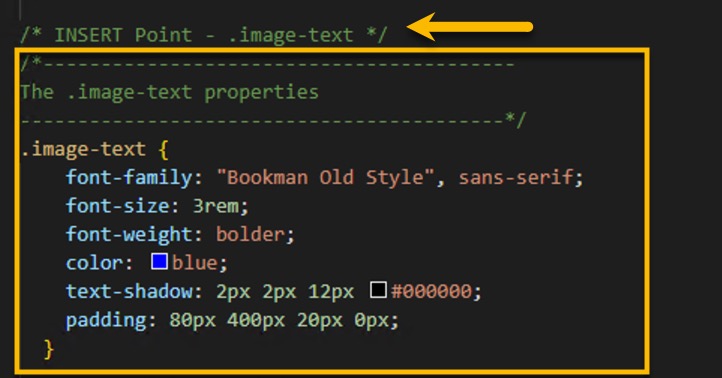 /* INSERT Point - .image-text */
/*-----------------------------------------
The .image-text properties
------------------------------------------*/
.image-text {
font-family: "Bookman Old Style", sans-serif;
font-size: 3rem;
font-weight: bolder;
color: blue;
text-shadow: 2px 2px 12px #000000;
padding: 80px 400px 20px 0px;
}